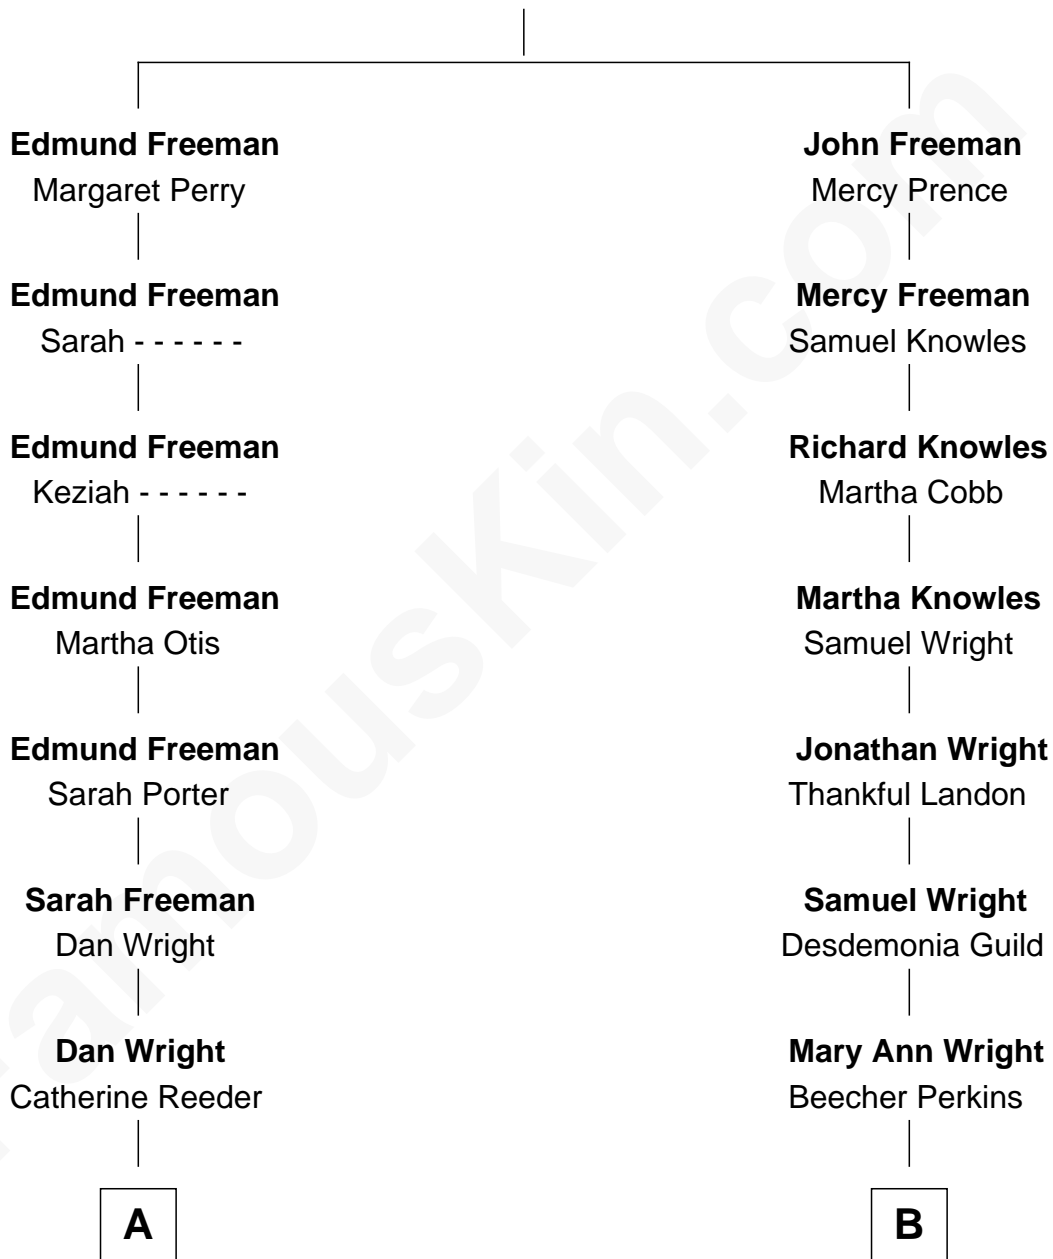 Edmund Freeman
Margaret Perry
Edmund Freeman
Sarah - - - - - -
Edmund Freeman
Keziah - - - - - -
Edmund Freeman
Martha Otis
Edmund Freeman
Sarah Porter
Sarah Freeman
Dan Wright
Dan Wright
Catherine Reeder
A
John Freeman
Mercy Prence
Mercy Freeman
Samuel Knowles
Richard Knowles
Martha Cobb
Martha Knowles
Samuel Wright
Jonathan Wright
Thankful Landon
Samuel Wright
Desdemonia Guild
Mary Ann Wright
Beecher Perkins
B
FamousKin.com